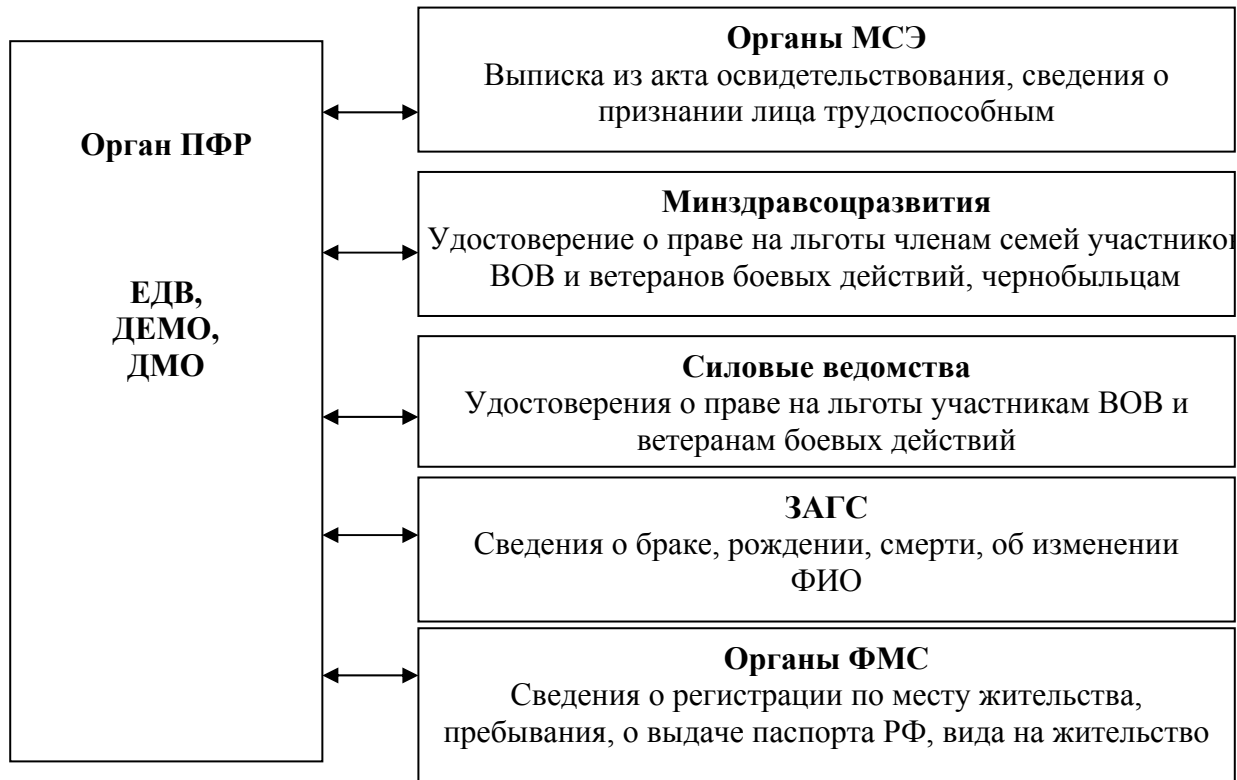 Орган ПФР
ЕДВ,
ДЕМО,
ДМО
Органы МСЭ
Выписка из акта освидетельствования, сведения о
признании лица трудоспособным
Минздравсоцразвития
Удостоверение о праве на льготы членам семей участников
ВОВ и ветеранов боевых действий, чернобыльцам
Силовые ведомства
Удостоверения о праве на льготы участникам ВОВ и
ветеранам боевых действий
ЗАГС
Сведения о браке, рождении, смерти, об изменении
ФИО
Органы ФМС
Сведения о регистрации по месту жительства,
пребывания, о выдаче паспорта РФ, вида на жительство